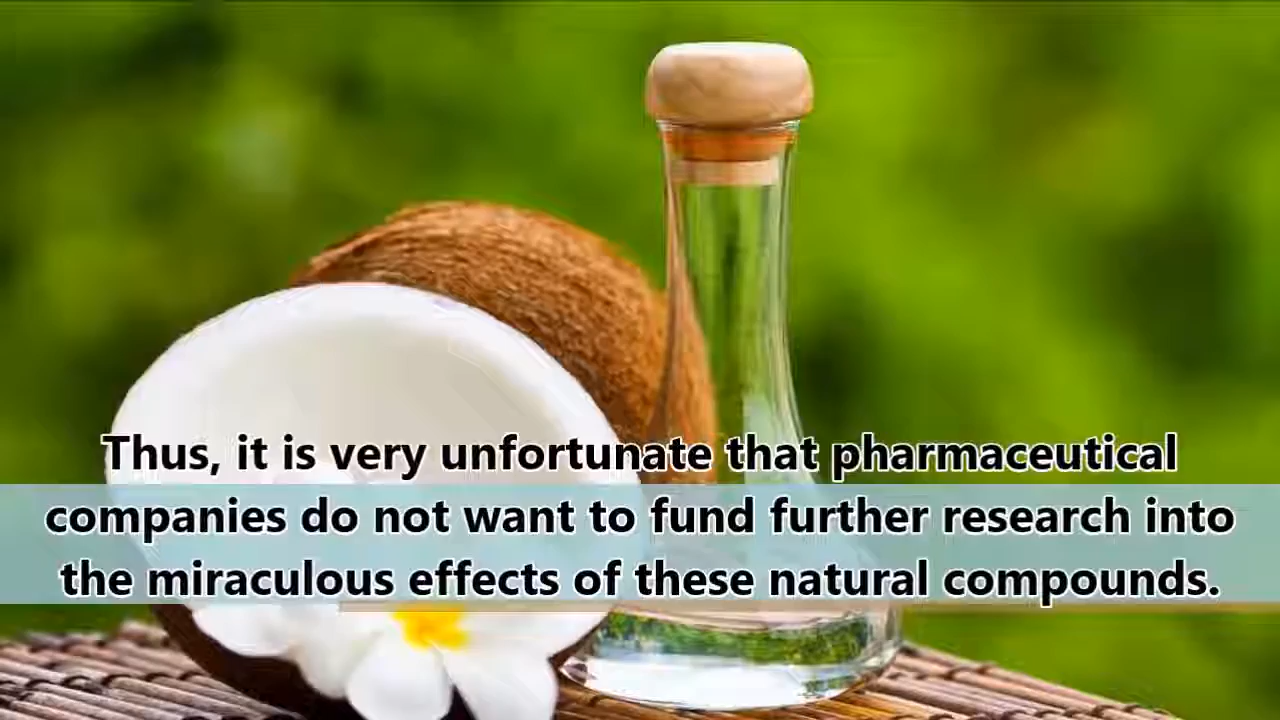 Thus, it is very unfortunate that pharmaceutical
companies do not want to fund further research into
the miraculous effects of these natural compounds.